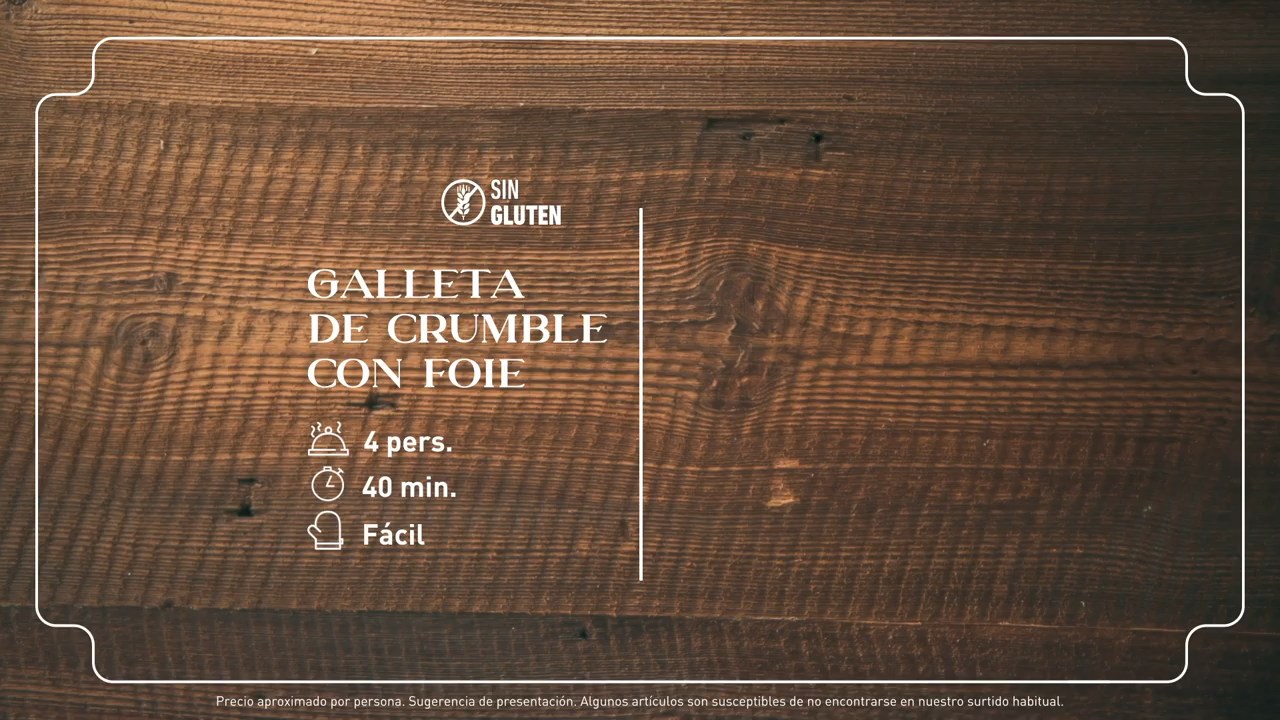 SIN
GLUTEN
GALLETA
DE CRUMBLE
CON FOIE
4 pers.
40 min.
Fácil
Precio aproximado por persona. Sugerencia de presentación. Algunos artículos son susceptibles de no encontrarse en nuestro surtido habitual.